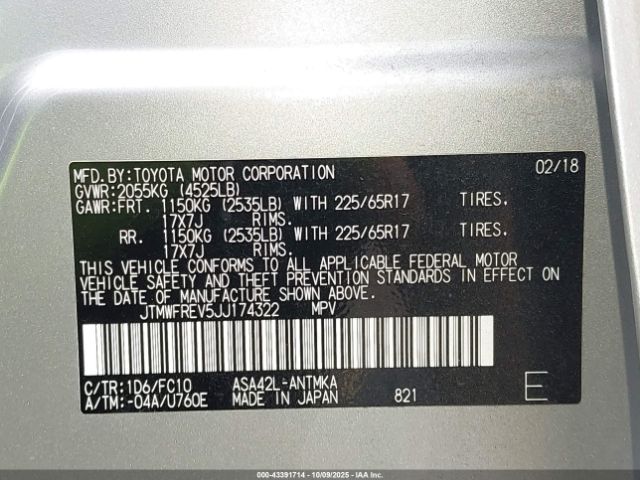 MFD.BY:TOYOTA MOTOR CORPORATION 02/18
GVWR:2055KG (4525LB)
GAWR:FRT. 1150KG (2535LB) WITH 225/65R17 TIRES.
17X7J RIMS.
RR. 1150KG (2535LB) WITH 225/65R17 TIRES.
17X7J RIMS.
THIS VEHICLE CONFORMS TO ALL APPLICABLE FEDERAL MOTOR
VEHICLE SAFETY AND THEFT PREVENTION STANDARDS IN EFFECT ON
THE DATE OF MANUFACTURE SHOWN ABOVE.
JTMWFREV5JJ174322 MPV
C/TR:1D6/FC10 ASA42L-ANTMKA
A/TM:-04A/U760E MADE IN JAPAN 821 E
000-43391714 - 10/09/2025 - IAAI.CA